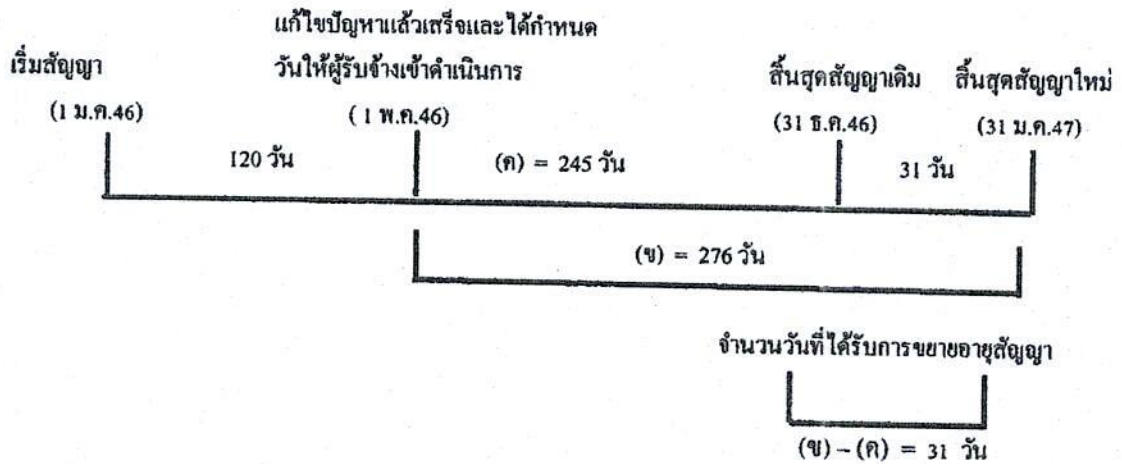 แก้ไขปัญหาแล้วเสร็จและได้กำหนด
เริ่มสัญญา วันให้ผู้รับจ้างเข้าดำเนินการ สิ้นสุดสัญญาเดิม สิ้นสุดสัญญาใหม่
(1 ม.ค.46) ( 1 พ.ค.46) (31 ธ.ค.46) (31 ม.ค.47)
120 วัน (ค) = 245 วัน 31 วัน
(ข) = 276 วัน
จำนวนวันที่ได้รับการขยายอายุสัญญา
(ข) – (ค) = 31 วัน